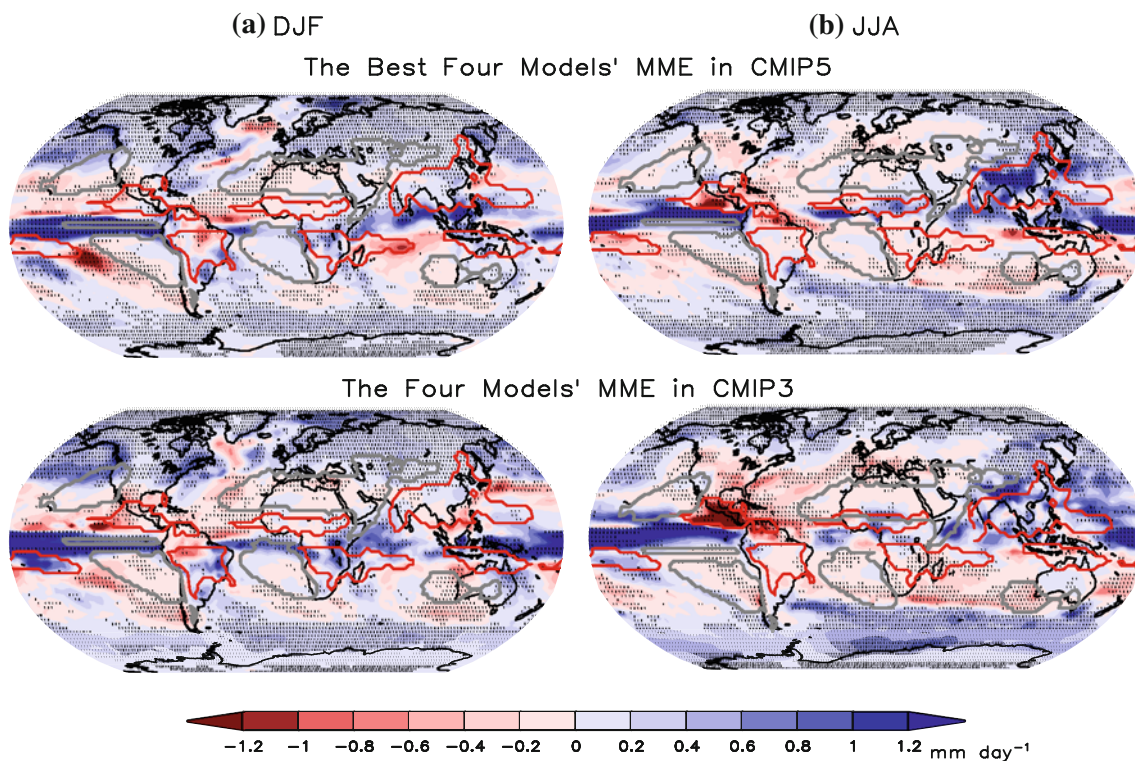 (a) DJF
(b) JJA
The Best Four Models' MME in CMIP5
The Four Models' MME in CMIP3
−1.2 −1 −0.8 −0.6 −0.4 −0.2 0 0.2 0.4 0.6 0.8 1 1.2 mm day⁻¹